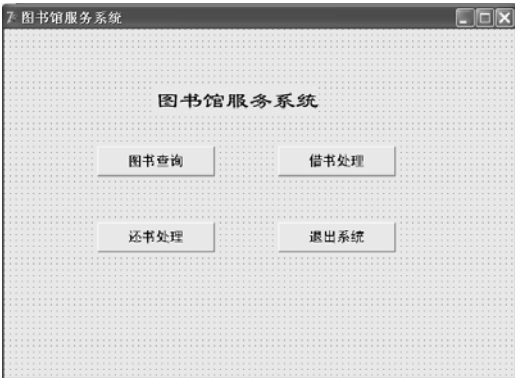 图书馆服务系统
图书馆服务系统
图书查询 借书处理
还书处理 退出系统